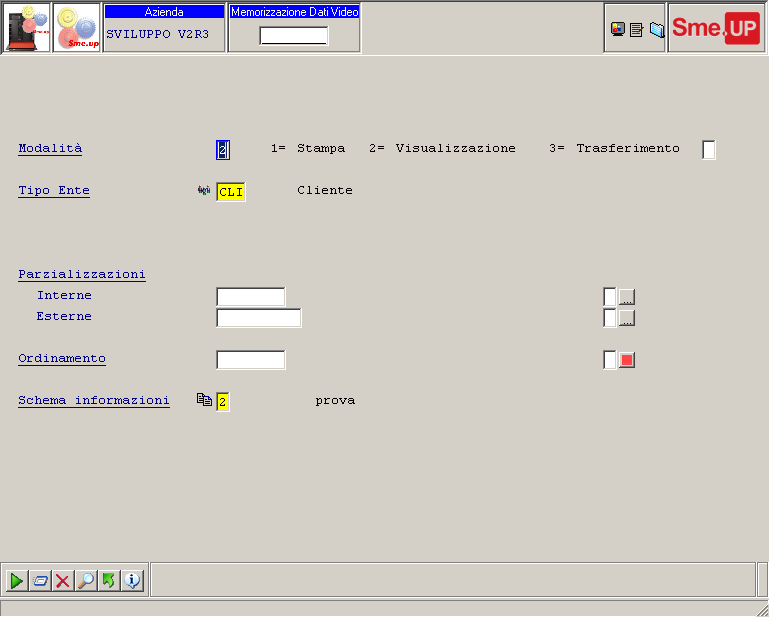 Azienda
Memorizzazione Dati Video
SVILUPPO V2R3
Sme.UP
Sme.up
Modalità 2 1= Stampa 2= Visualizzazione 3= Trasferimento
Tipo Ente CLI Cliente
Parzializzazioni
Interne ...
Esterne ...
Ordinamento
Schema informazioni 2 prova